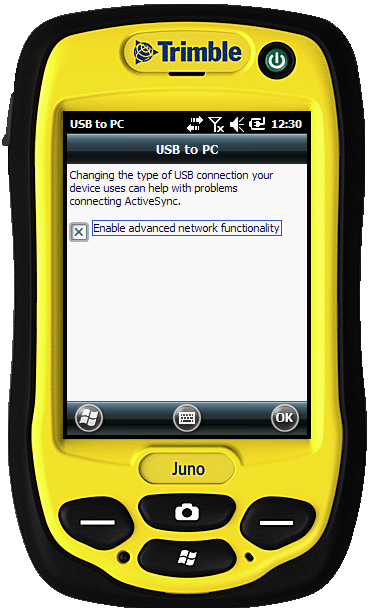 Trimble
USB to PC 12:30
USB to PC
Changing the type of USB connection your
device uses can help with problems
connecting ActiveSync.
Enable advanced network functionality
OK
Juno